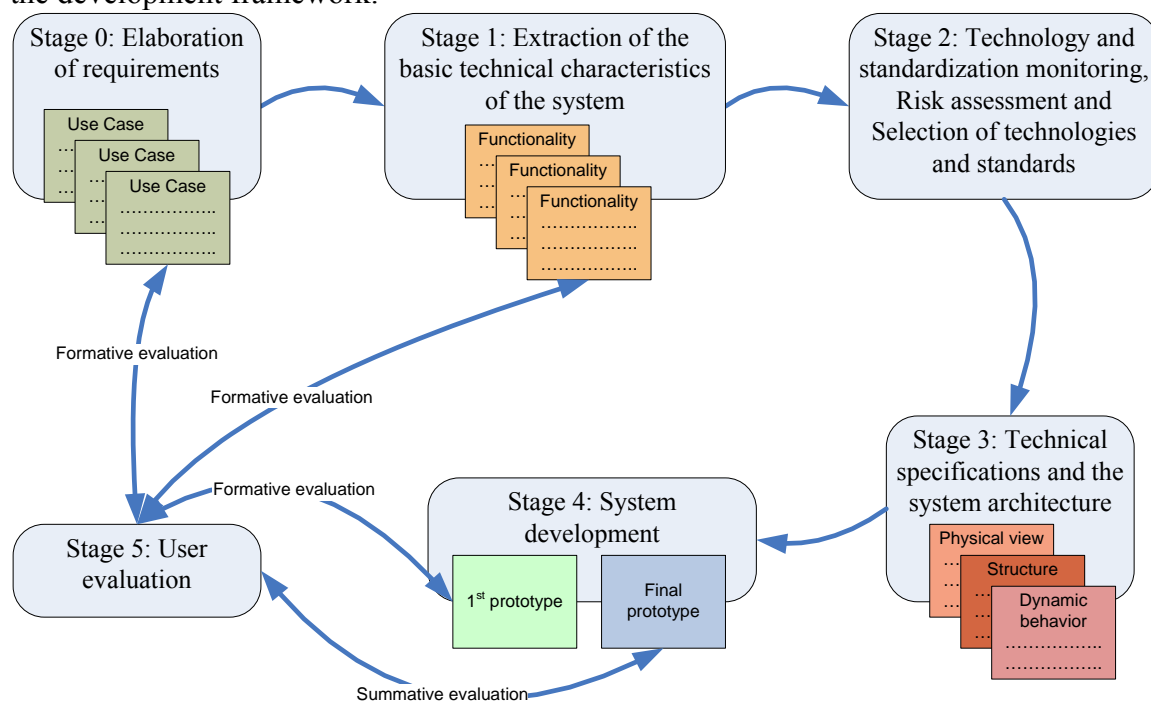 the development framework.
Stage 0: Elaboration
of requirements
Use Case
…
…
…
Use Case
…
…
…
Use Case
……………..
……………..
……………..
Stage 1: Extraction of the
basic technical characteristics
of the system
Functionality
…
…
…
Functionality
…
…
…
Functionality
……………..
……………..
……………..
Stage 2: Technology and
standardization monitoring,
Risk assessment and
Selection of technologies
and standards
Formative evaluation
Formative evaluation
Formative evaluation
Stage 3: Technical
specifications and the
system architecture
Physical view
…
…
…
Structure
…
…
…
Dynamic
behavior
……………..
……………..
Stage 4: System
development
1st prototype
Final
prototype
Stage 5: User
evaluation
Summative evaluation